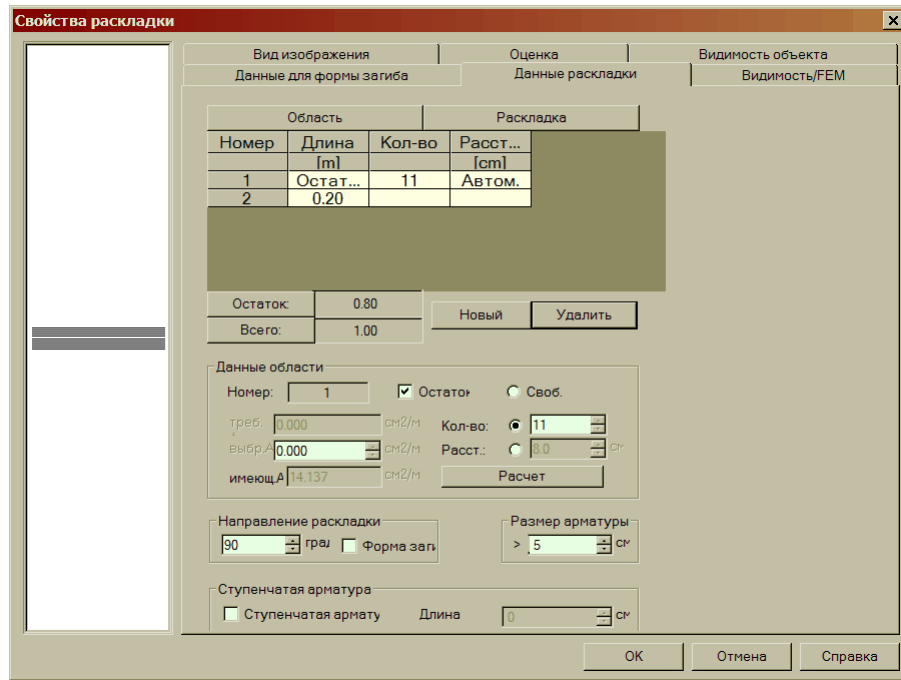 Свойства раскладки
Вид изображения Оценка Видимость объекта
Данные для формы загиба Данные раскладки Видимость/FEM
Область Раскладка
Номер Длина Кол-во Расст...
[m] [cm]
1 Остат... 11 Автом.
2 0.20
Остаток: 0.80
Новый Удалить
Всего: 1.00
Данные области
Номер: 1 Остаток Своб.
треб. 0.000 см2/м Кол-во: 11
выбр.А 0.000 см2/м Расст.: 8.0 см
имеющ.А 14.137 см2/м Расчет
Направление раскладки Размер арматуры
90 град Форма заги > 5 см
Ступенчатая арматура
Ступенчатая армату Длина 0 см
OK Отмена Справка